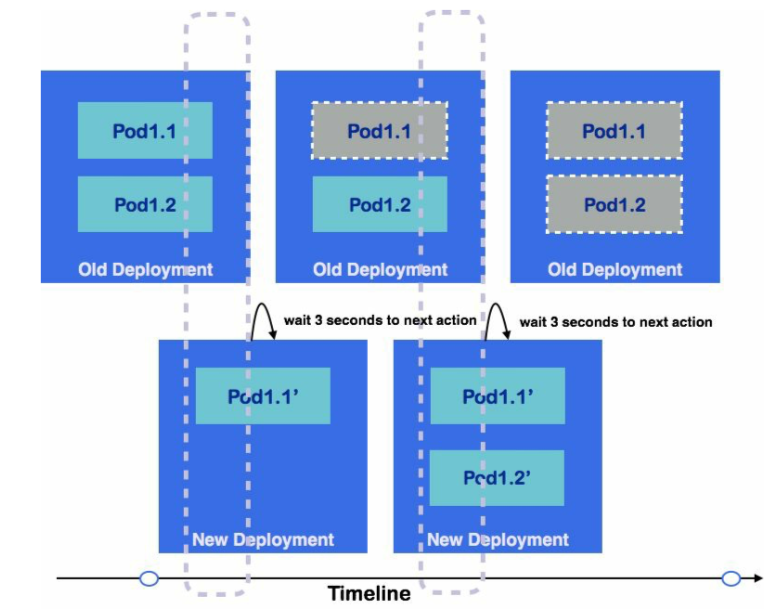 Pod1.1
Pod1.2
Old Deployment
Pod1.1
Pod1.2
Old Deployment
Pod1.1
Pod1.2
Old Deployment
wait 3 seconds to next action
wait 3 seconds to next action
Pod1.1’
New Deployment
Pod1.1’
Pod1.2’
New Deployment
Timeline